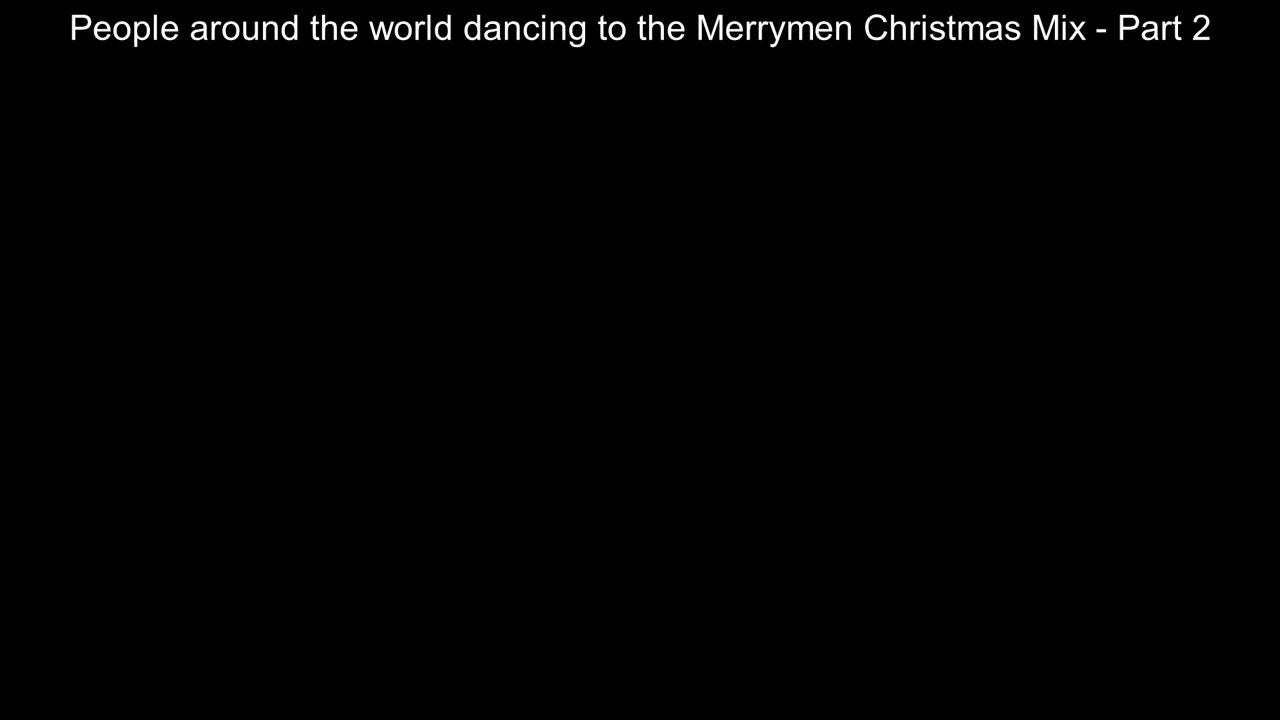 People around the world dancing to the Merrymen Christmas Mix - Part 2